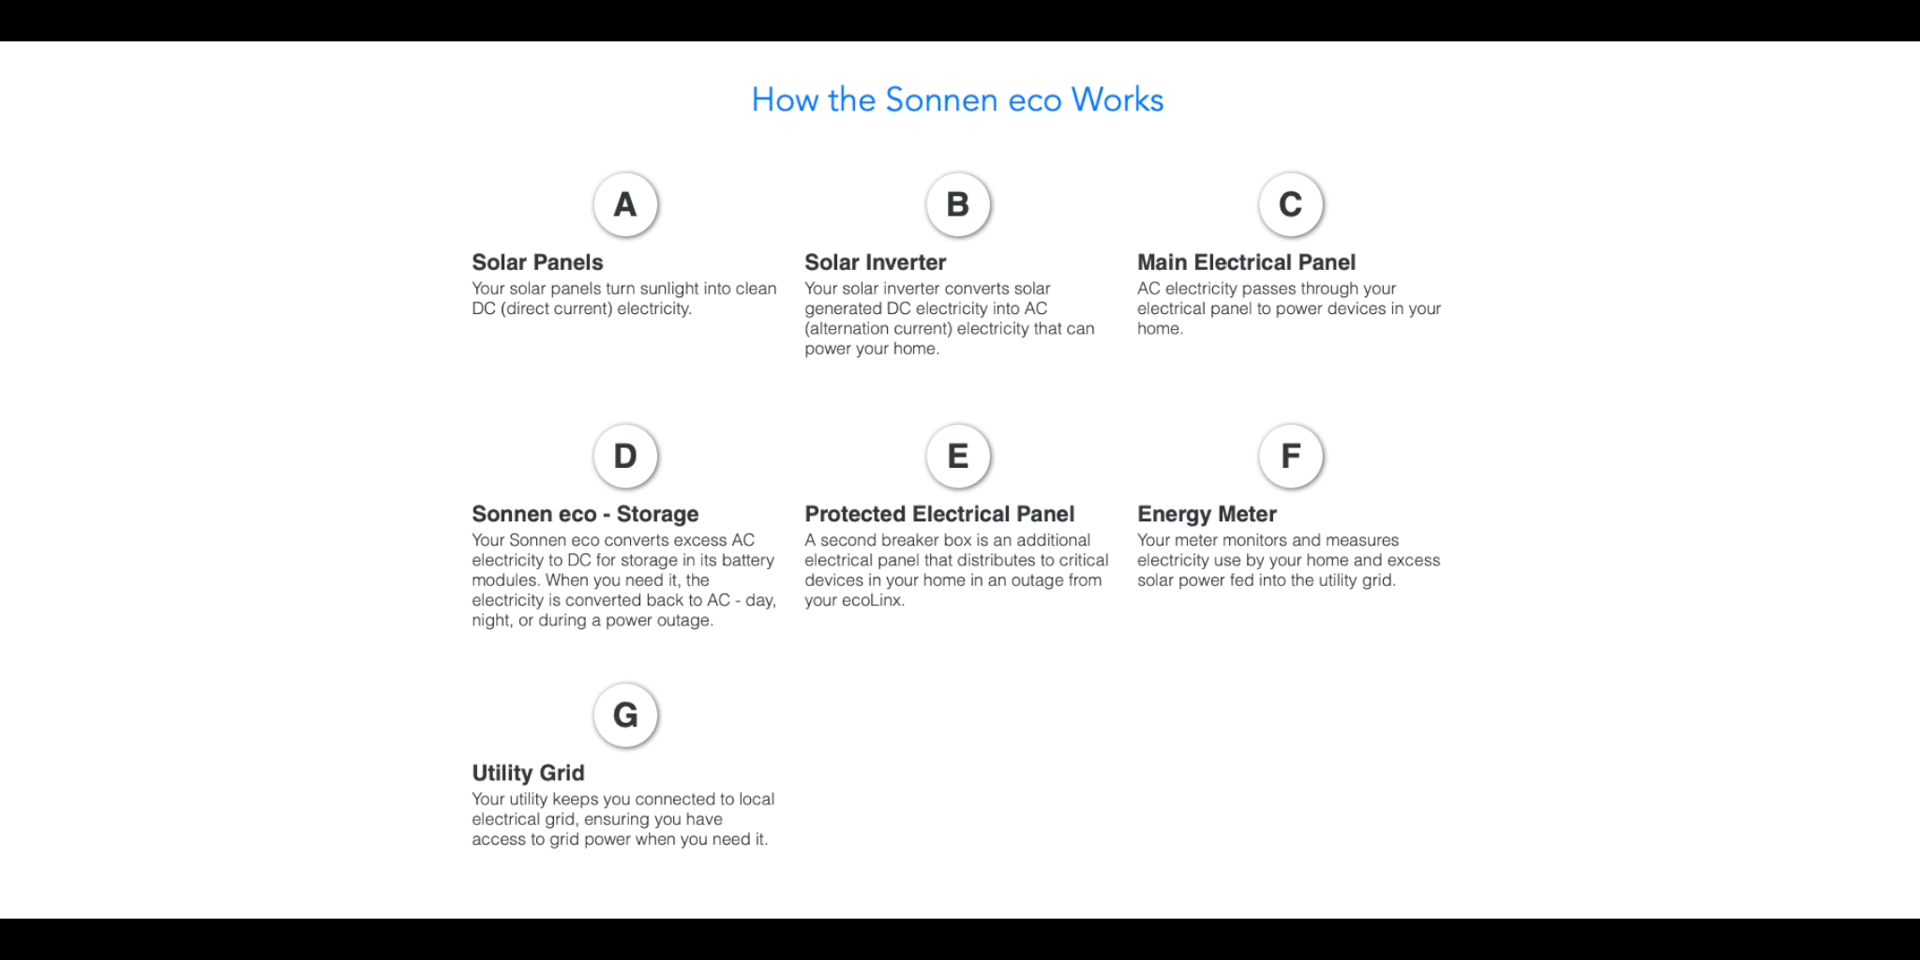 How the Sonnen eco Works
A
Solar Panels
Your solar panels turn sunlight into clean
DC (direct current) electricity.
B
Solar Inverter
Your solar inverter converts solar
generated DC electricity into AC
(alternation current) electricity that can
power your home.
C
Main Electrical Panel
AC electricity passes through your
electrical panel to power devices in your
home.
D
Sonnen eco - Storage
Your Sonnen eco converts excess AC
electricity to DC for storage in its battery
modules. When you need it, the
electricity is converted back to AC - day,
night, or during a power outage.
E
Protected Electrical Panel
A second breaker box is an additional
electrical panel that distributes to critical
devices in your home in an outage from
your ecoLinx.
F
Energy Meter
Your meter monitors and measures
electricity use by your home and excess
solar power fed into the utility grid.
G
Utility Grid
Your utility keeps you connected to local
electrical grid, ensuring you have
access to grid power when you need it.